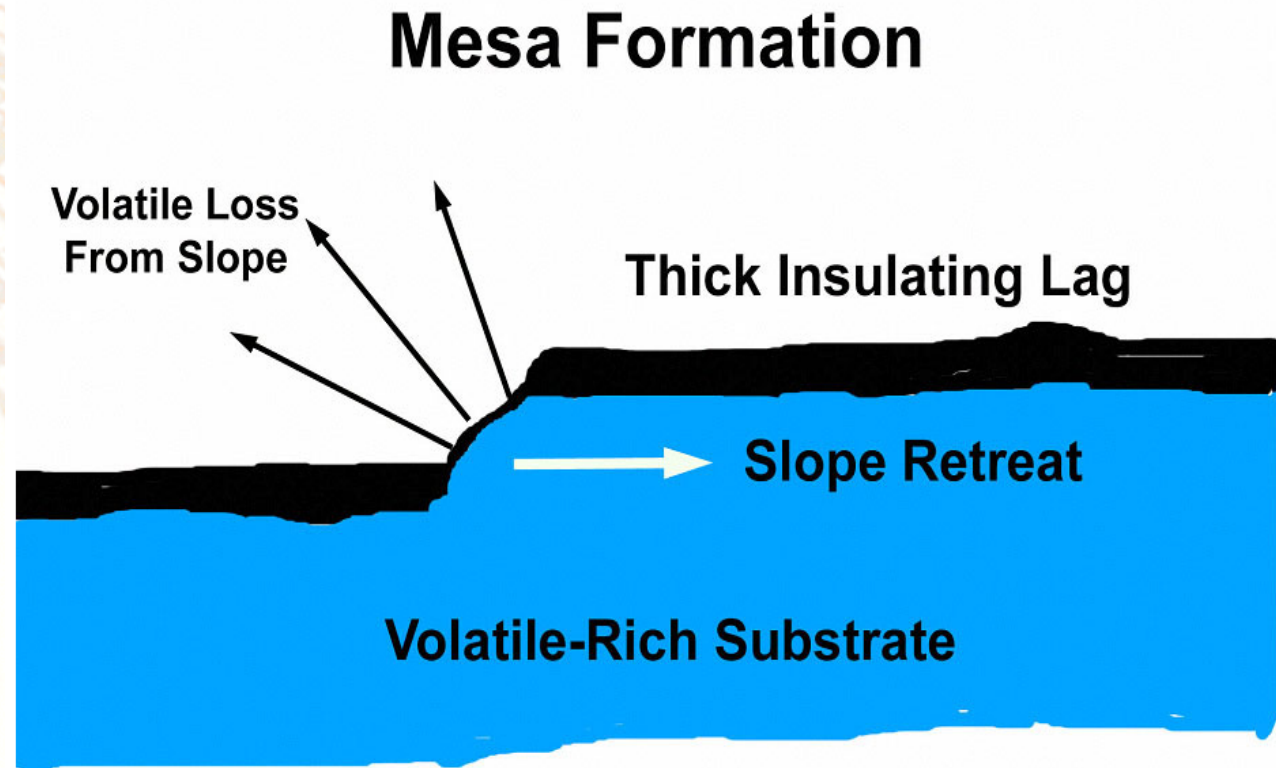 Mesa Formation
Volatile Loss
From Slope
Thick Insulating Lag
Slope Retreat
Volatile-Rich Substrate